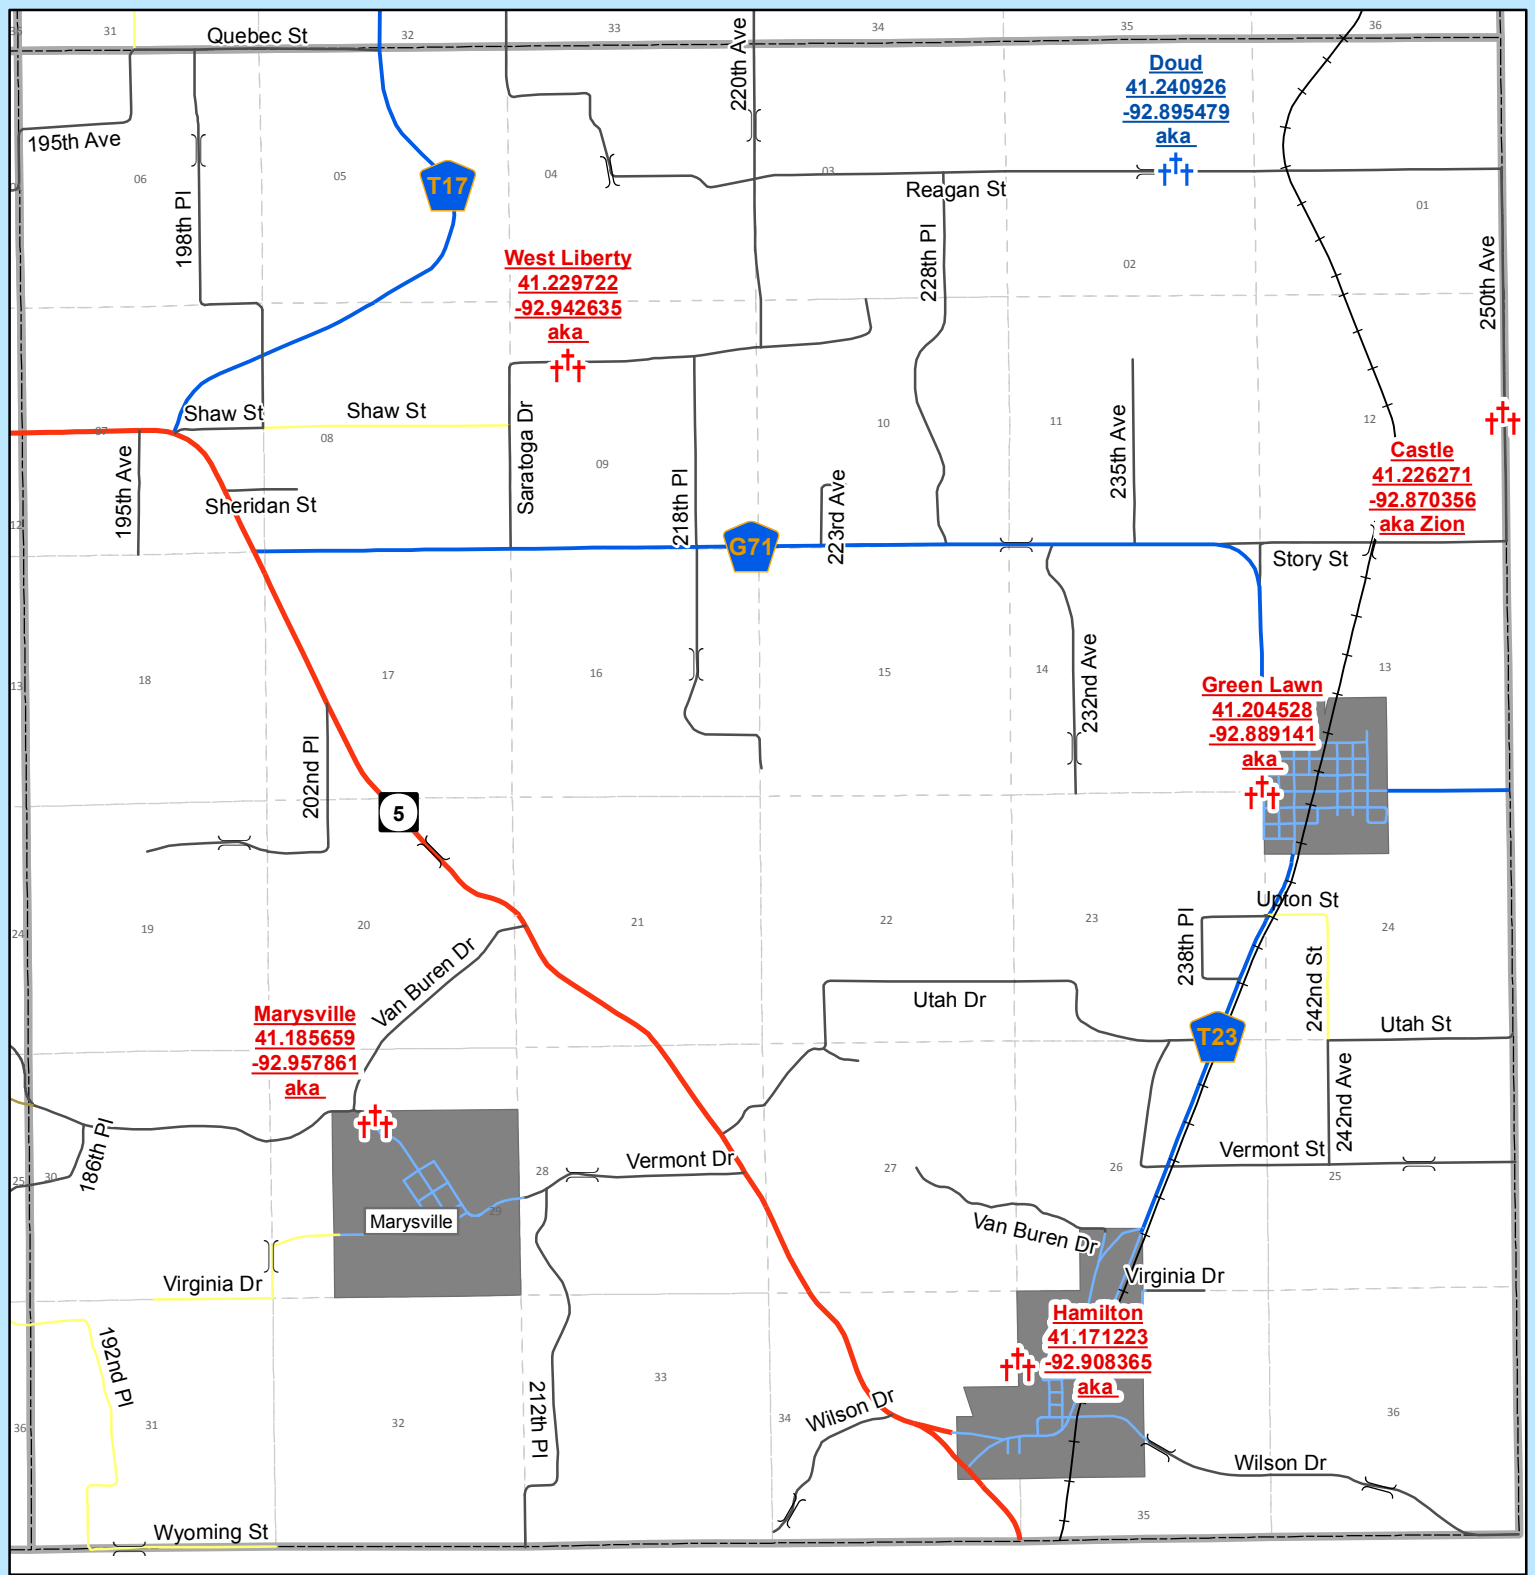 36
31
Quebec St
32
33
220th Ave
34
35
36
Doud
41.240926
-92.895479
aka
195th Ave
06
198th Pl
05
T17
04
03
Reagan St
01
02
228th Pl
250th Ave
West Liberty
41.229722
-92.942635
aka
07
Shaw St
Shaw St
08
Saratoga Dr
09
218th Pl
10
11
235th Ave
12
Castle
41.226271
-92.870356
aka Zion
12
195th Ave
Sheridan St
G71
223rd Ave
Story St
13
18
17
16
15
14
232nd Ave
13
Green Lawn
41.204528
-92.889141
aka
202nd Pl
5
24
19
20
21
22
23
Upton St
24
238th Pl
242nd St
Van Buren Dr
Utah Dr
Utah St
T23
242nd Ave
Marysville
41.185659
-92.957861
aka
25
30
186th Pl
Marysville
29
28
Vermont Dr
27
26
Vermont St
25
Van Buren Dr
Virginia Dr
Virginia Dr
Hamilton
41.171223
-92.908365
aka
192nd Pl
36
31
32
212th Pl
33
34
Wilson Dr
36
Wilson Dr
35
Wyoming St